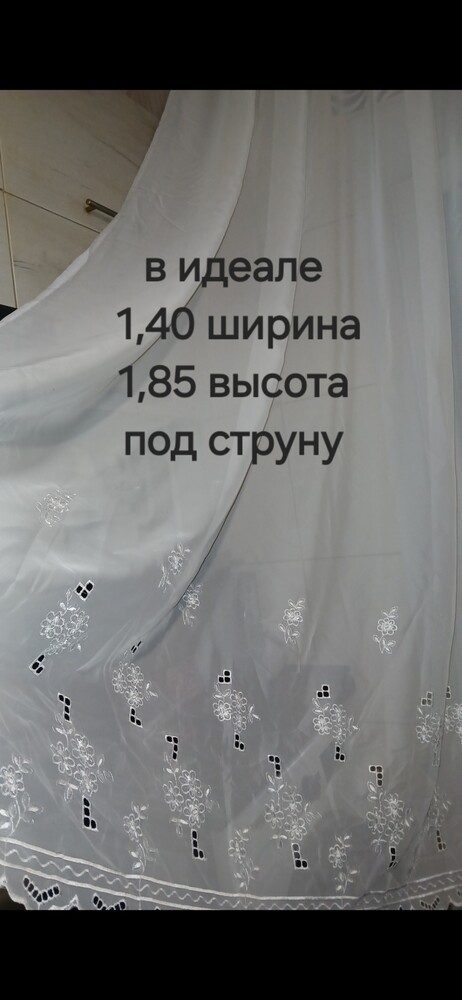 в идеале
1,40 ширина
1,85 высота
под струну